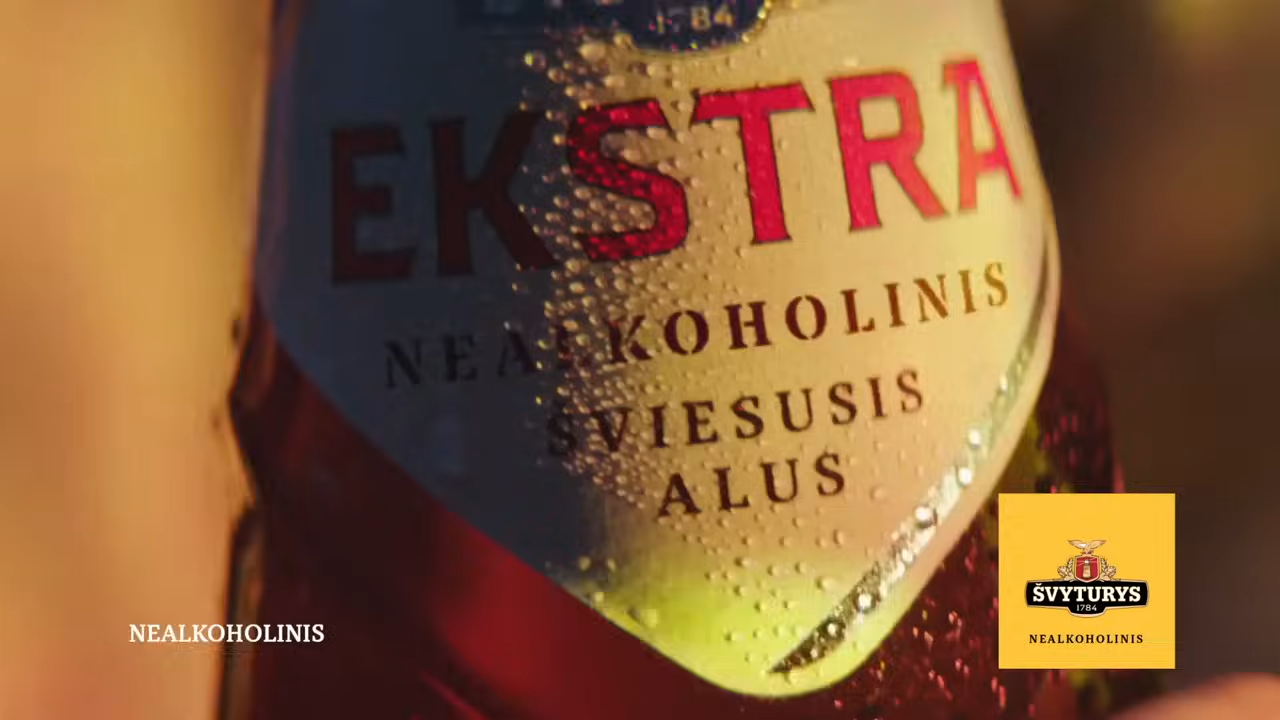 1784
EKSTRA
NEALKOHOLINIS
ŠVIESUSIS
ALUS
NEALKOHOLINIS
ŠVYTURYS
1784
NEALKOHOLINIS